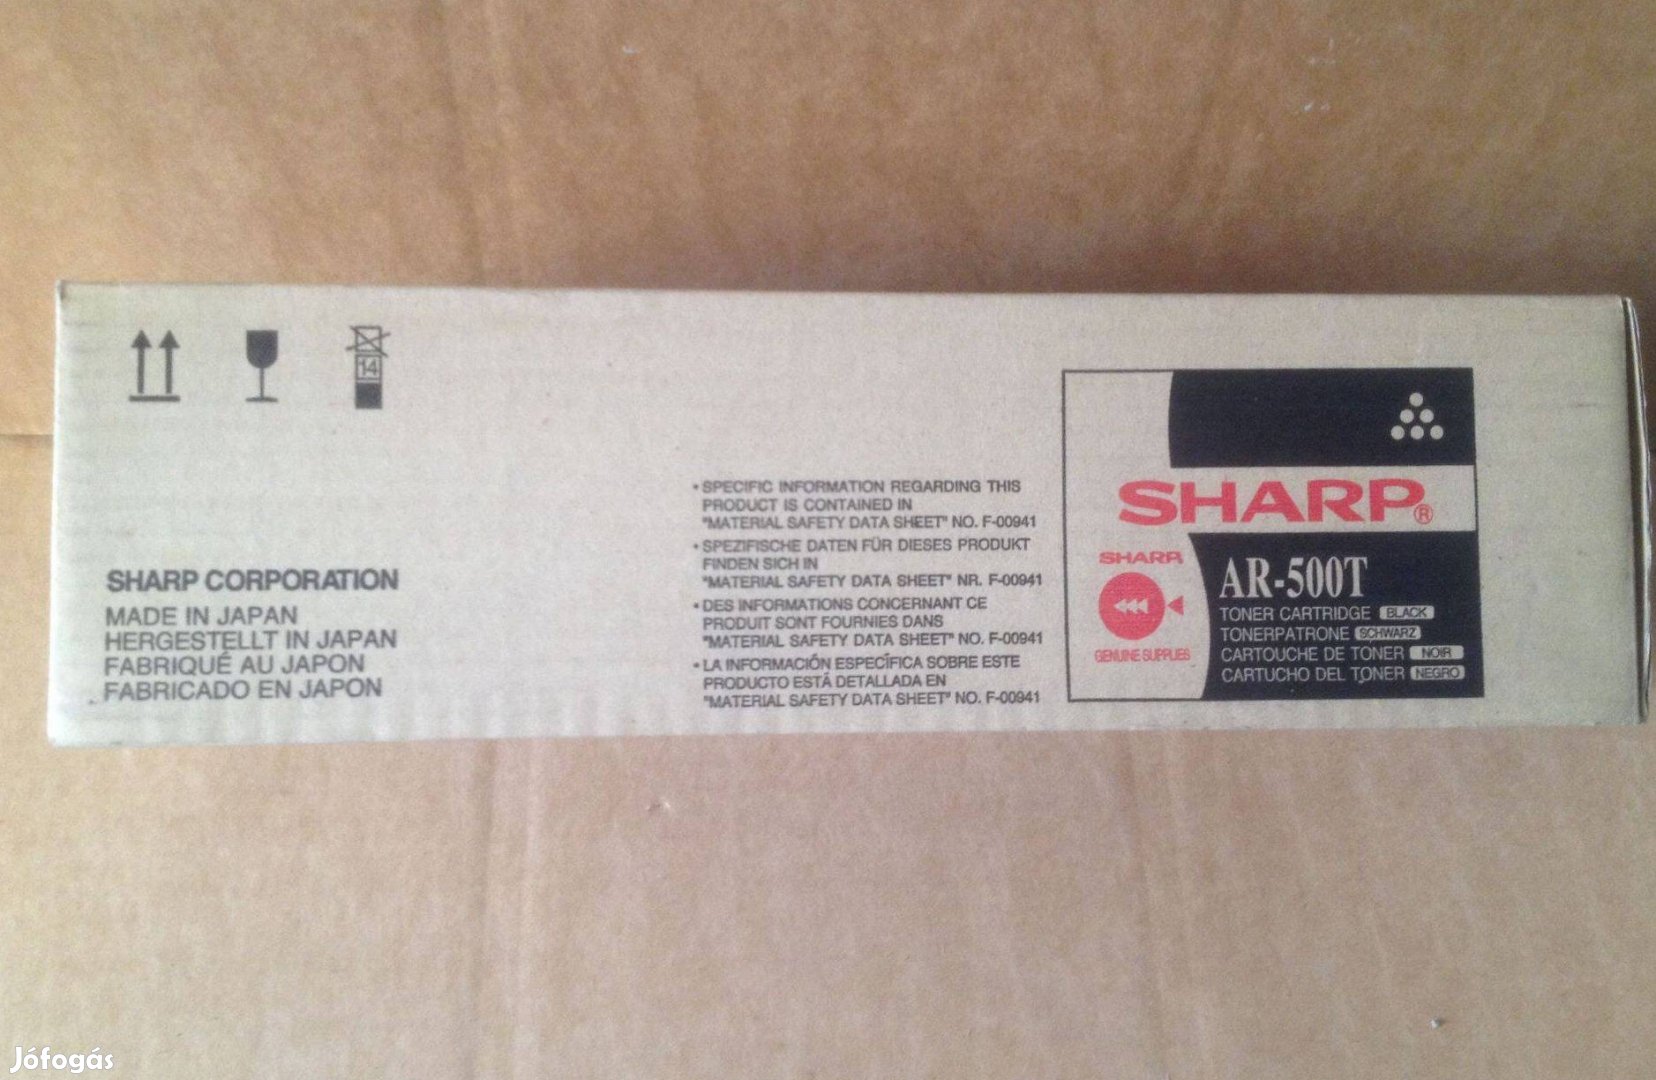 14
SHARP CORPORATION
MADE IN JAPAN
HERGESTELLT IN JAPAN
FABRIQUÉ AU JAPON
FABRICADO EN JAPON
• SPECIFIC INFORMATION REGARDING THIS
PRODUCT IS CONTAINED IN
"MATERIAL SAFETY DATA SHEET" NO. F-00941
• SPEZIFISCHE DATEN FÜR DIESES PRODUKT
FINDEN SICH IN
"MATERIAL SAFETY DATA SHEET" NR. F-00941
• DES INFORMATIONS CONCERNANT CE
PRODUIT SONT FOURNIES DANS
"MATERIAL SAFETY DATA SHEET" NO. F-00941
• LA INFORMACIÓN ESPECÍFICA SOBRE ESTE
PRODUCTO ESTÁ DETALLADA EN
"MATERIAL SAFETY DATA SHEET" NO. F-00941
SHARP®
SHARP
GENUINE SUPPLIES
AR-500T
TONER CARTRIDGE BLACK
TONERPATRONE SCHWARZ
CARTOUCHE DE TONER NOIR
CARTUCHO DEL TONER NEGRO
Jófogás